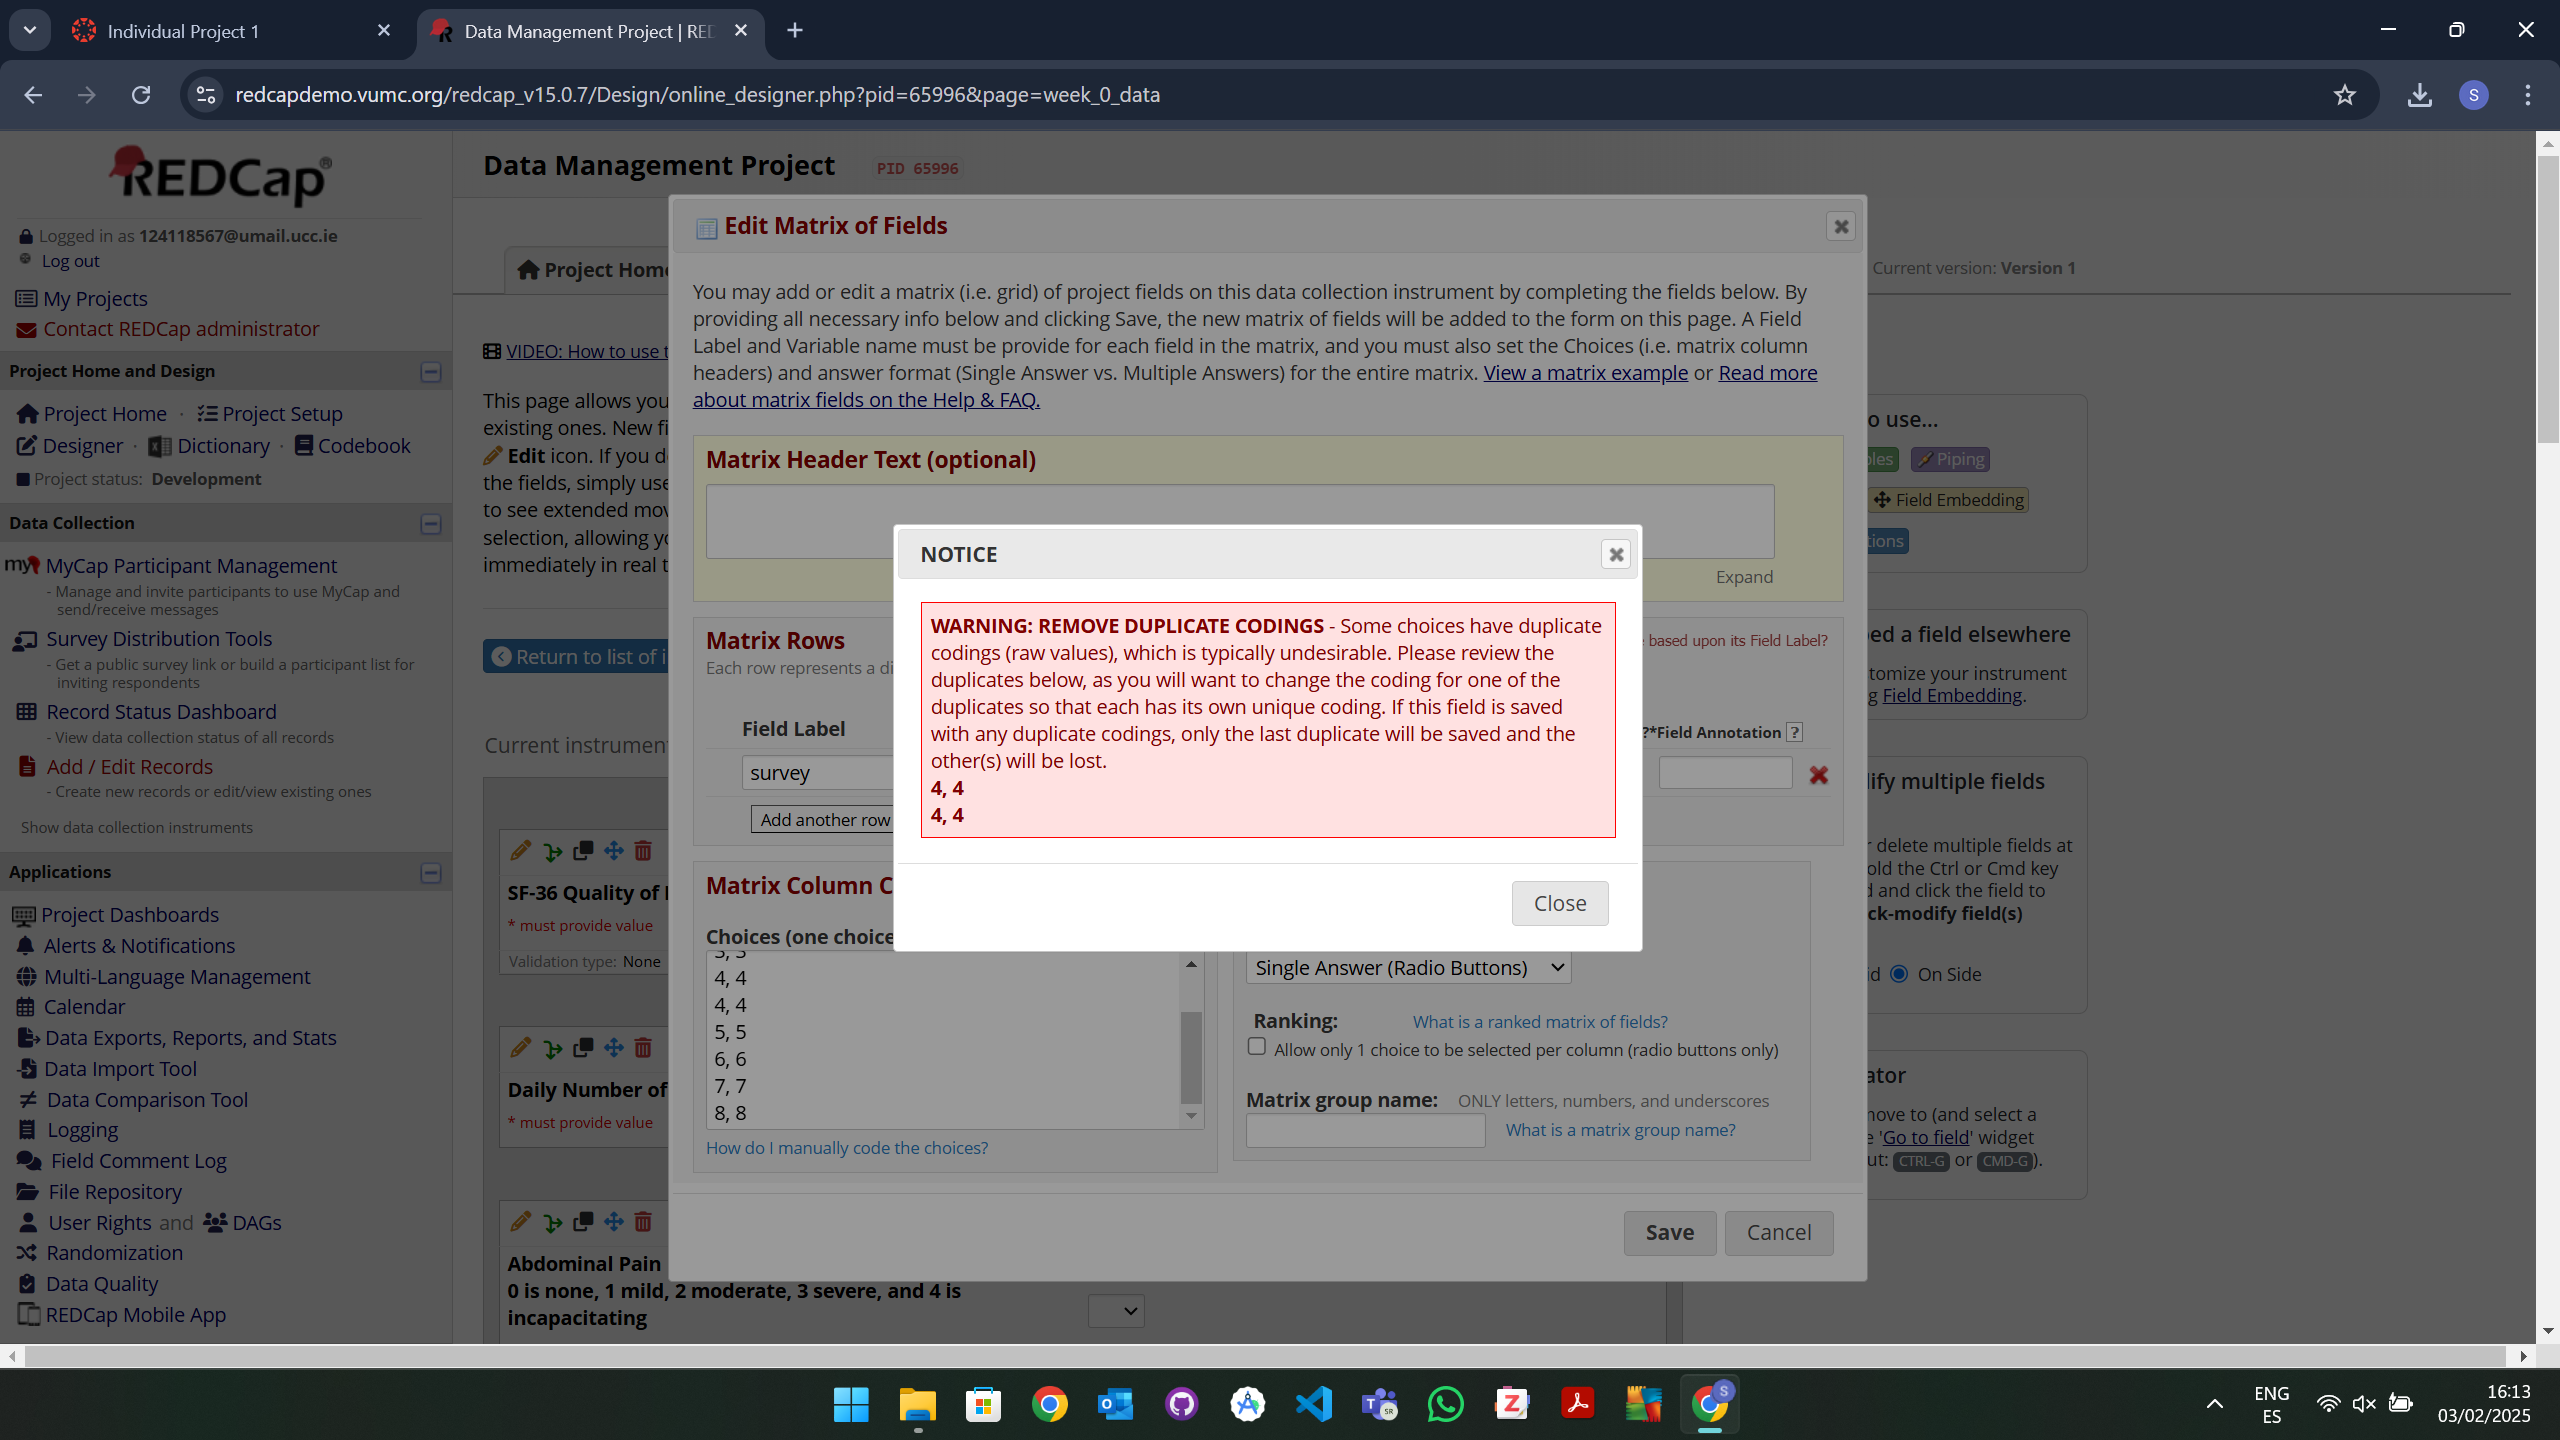 Individual Project 1
Data Management Project | RED
redcapdemo.vumc.org/redcap_v15.0.7/Design/online_designer.php?pid=65996&page=week_0_data
S
REDCap®
Logged in as 124118567@umail.ucc.ie
Log out
My Projects
Contact REDCap administrator
Project Home and Design
Project Home · Project Setup
Designer · Dictionary · Codebook
Project status: Development
Data Collection
my MyCap Participant Management
- Manage and invite participants to use MyCap and
send/receive messages
Survey Distribution Tools
- Get a public survey link or build a participant list for
inviting respondents
Record Status Dashboard
- View data collection status of all records
Add / Edit Records
- Create new records or edit/view existing ones
Show data collection instruments
Applications
Project Dashboards
Alerts & Notifications
Multi-Language Management
Calendar
Data Exports, Reports, and Stats
Data Import Tool
Data Comparison Tool
Logging
Field Comment Log
File Repository
User Rights and DAGs
Randomization
Data Quality
REDCap Mobile App
Data Management Project PID 65996
Project Hom
Current version: Version 1
VIDEO: How to use t
This page allows you
existing ones. New fi
Edit icon. If you d
the fields, simply use
to see extended mov
selection, allowing yo
immediately in real t
Return to list of i
Current instrumen
SF-36 Quality of
* must provide value
Validation type: None
Daily Number of
* must provide value
Abdominal Pain
0 is none, 1 mild, 2 moderate, 3 severe, and 4 is
incapacitating
Edit Matrix of Fields
You may add or edit a matrix (i.e. grid) of project fields on this data collection instrument by completing the fields below. By
providing all necessary info below and clicking Save, the new matrix of fields will be added to the form on this page. A Field
Label and Variable name must be provide for each field in the matrix, and you must also set the Choices (i.e. matrix column
headers) and answer format (Single Answer vs. Multiple Answers) for the entire matrix. View a matrix example or Read more
about matrix fields on the Help & FAQ.
Matrix Header Text (optional)
Expand
Matrix Rows
based upon its Field Label?
Each row represents a di
Field Label
?*Field Annotation ?
survey
Add another row
Matrix Column C
Choices (one choice
3, 3
4, 4
4, 4
5, 5
6, 6
7, 7
8, 8
How do I manually code the choices?
Single Answer (Radio Buttons)
Ranking: What is a ranked matrix of fields?
Allow only 1 choice to be selected per column (radio buttons only)
Matrix group name: ONLY letters, numbers, and underscores
What is a matrix group name?
Save
Cancel
NOTICE
WARNING: REMOVE DUPLICATE CODINGS - Some choices have duplicate
codings (raw values), which is typically undesirable. Please review the
duplicates below, as you will want to change the coding for one of the
duplicates so that each has its own unique coding. If this field is saved
with any duplicate codings, only the last duplicate will be saved and the
other(s) will be lost.
4, 4
4, 4
Close
o use...
les
Piping
Field Embedding
tions
ed a field elsewhere
tomize your instrument
g Field Embedding.
ify multiple fields
r delete multiple fields at
old the Ctrl or Cmd key
d and click the field to
ck-modify field(s)
id On Side
ator
nove to (and select a
e 'Go to field' widget
ut: CTRL-G or CMD-G).
S
ENG
ES
16:13
03/02/2025